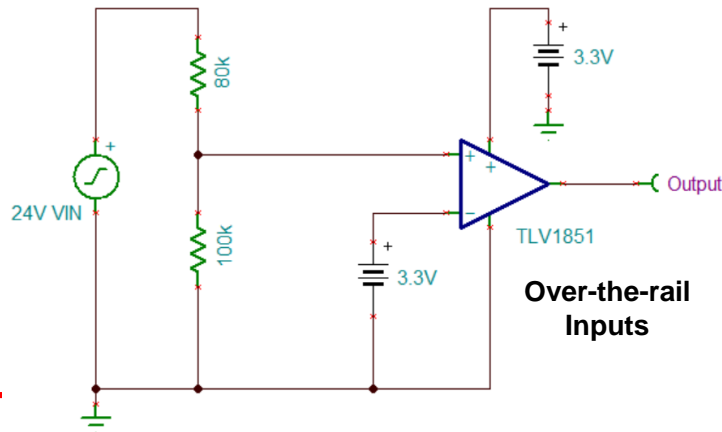 +
3.3V
80k
+
24V VIN
100k
+
+
−
Output
TLV1851
+
3.3V
Over-the-rail
Inputs